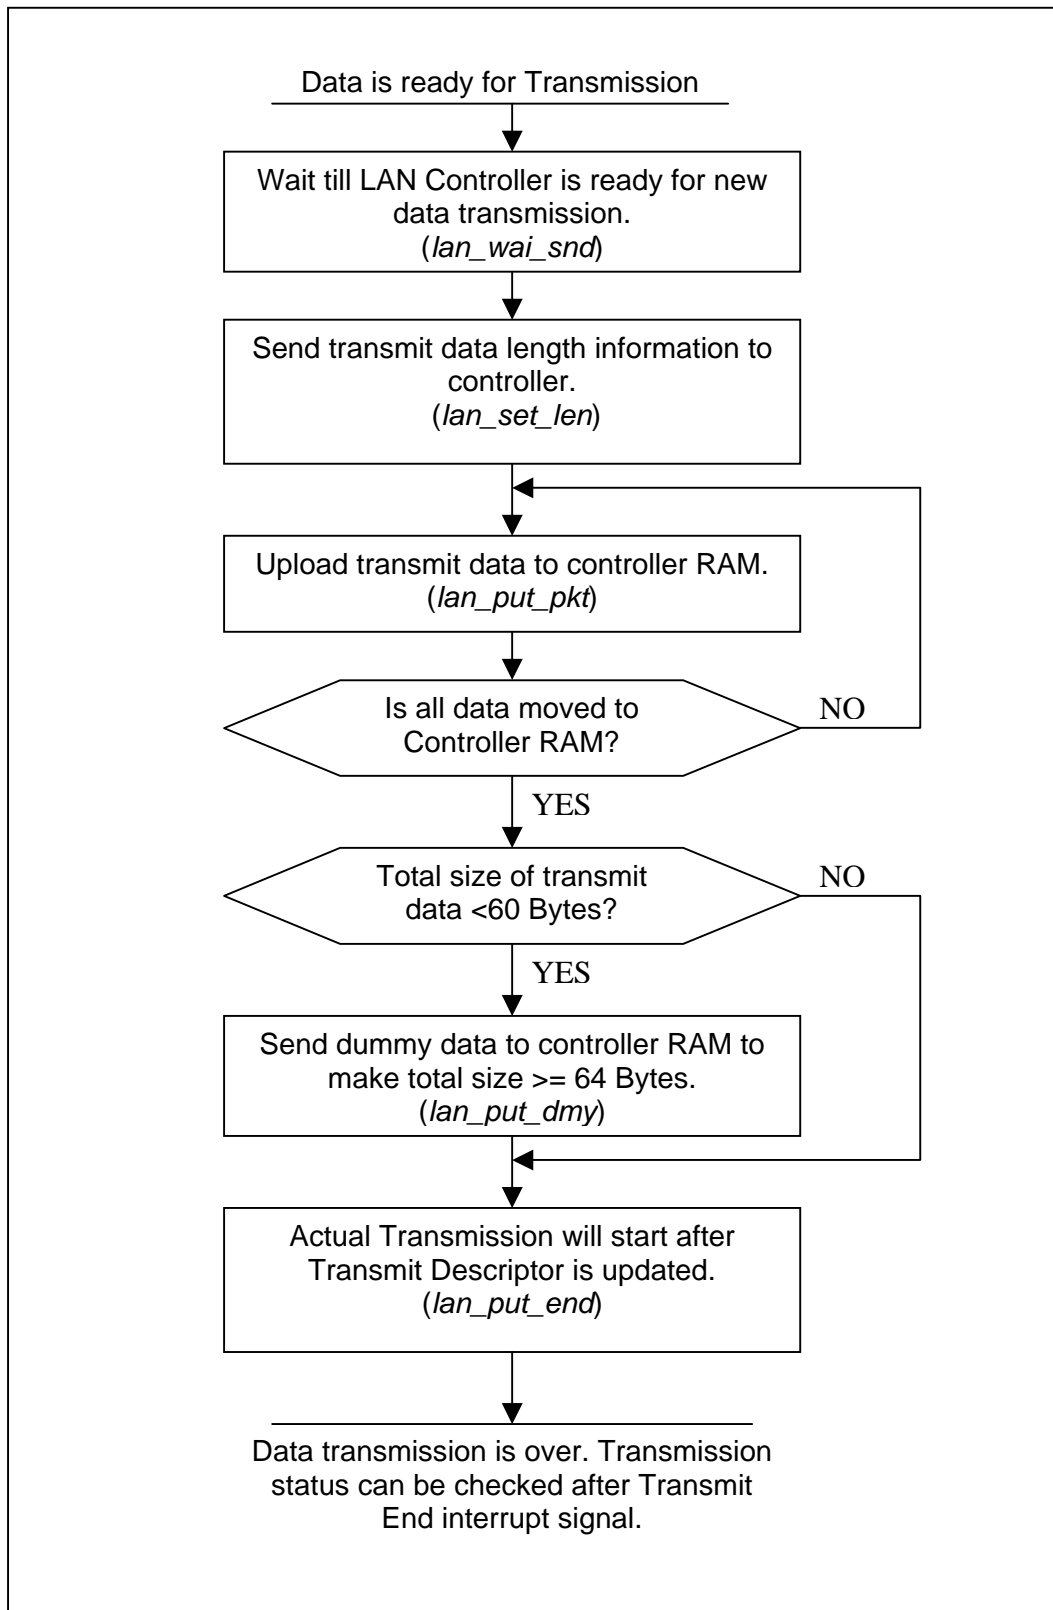 Data is ready for Transmission
Wait till LAN Controller is ready for new
data transmission.
(lan_wai_snd)
Send transmit data length information to
controller.
(lan_set_len)
Upload transmit data to controller RAM.
(lan_put_pkt)
Is all data moved to
Controller RAM?
NO
YES
Total size of transmit
data <60 Bytes?
NO
YES
Send dummy data to controller RAM to
make total size >= 64 Bytes.
(lan_put_dmy)
Actual Transmission will start after
Transmit Descriptor is updated.
(lan_put_end)
Data transmission is over. Transmission
status can be checked after Transmit
End interrupt signal.